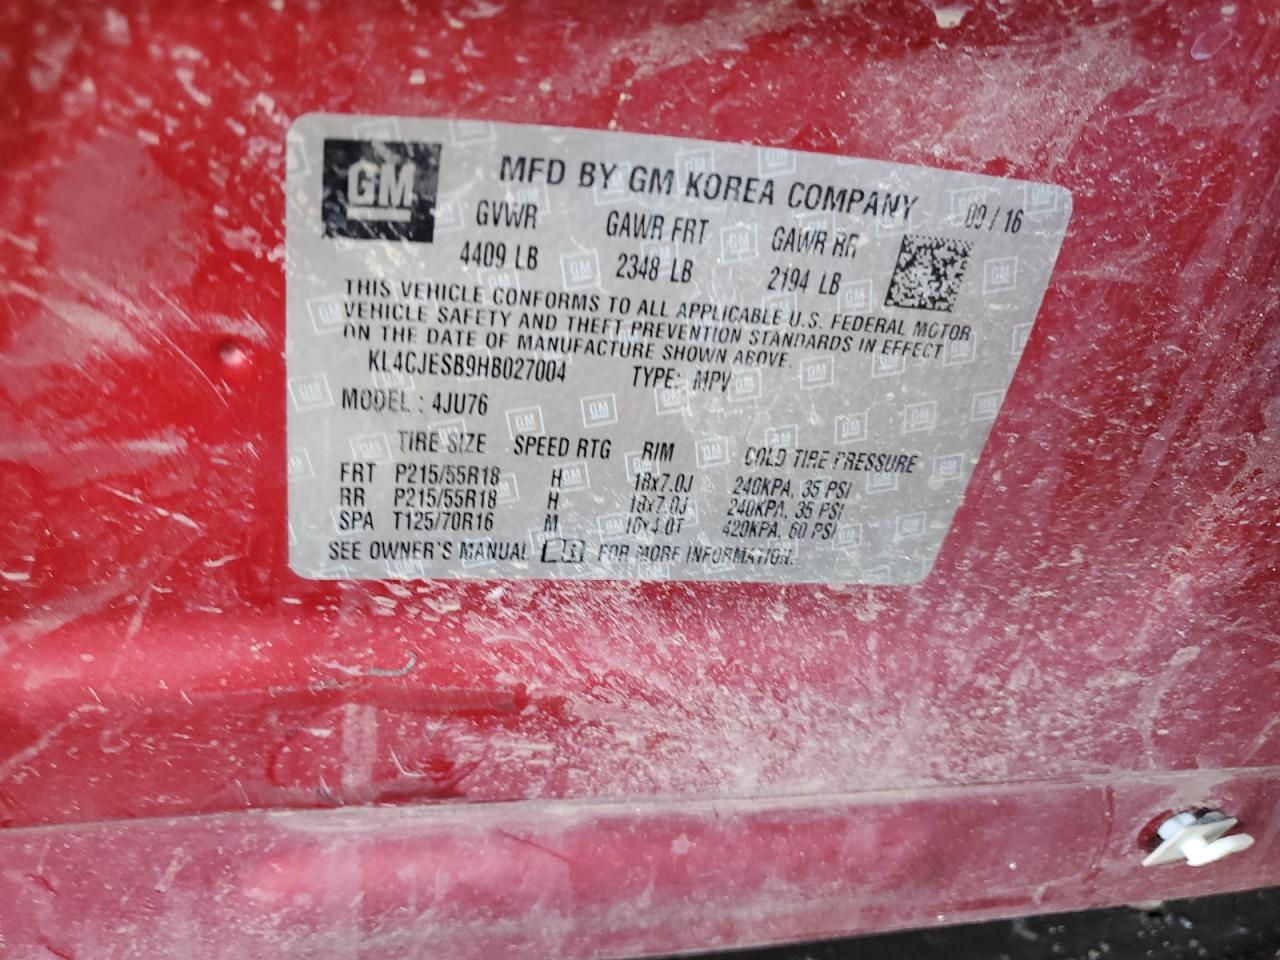 GM
MFD BY GM KOREA COMPANY 09 / 16
GVWR GAWR FRT GAWR RR
4409 LB 2348 LB 2194 LB
THIS VEHICLE CONFORMS TO ALL APPLICABLE U.S. FEDERAL MOTOR
VEHICLE SAFETY AND THEFT PREVENTION STANDARDS IN EFFECT
ON THE DATE OF MANUFACTURE SHOWN ABOVE.
KL4CJESB9HB027004 TYPE: MPV
MODEL : 4JU76
TIRE SIZE SPEED RTG RIM COLD TIRE PRESSURE
FRT P215/55R18 H 18x7.0J 240KPA, 35 PSI
RR P215/55R18 H 18x7.0J 240KPA, 35 PSI
SPA T125/70R16 M 16x4.0T 420KPA, 60 PSI
SEE OWNER'S MANUAL FOR MORE INFORMATION.